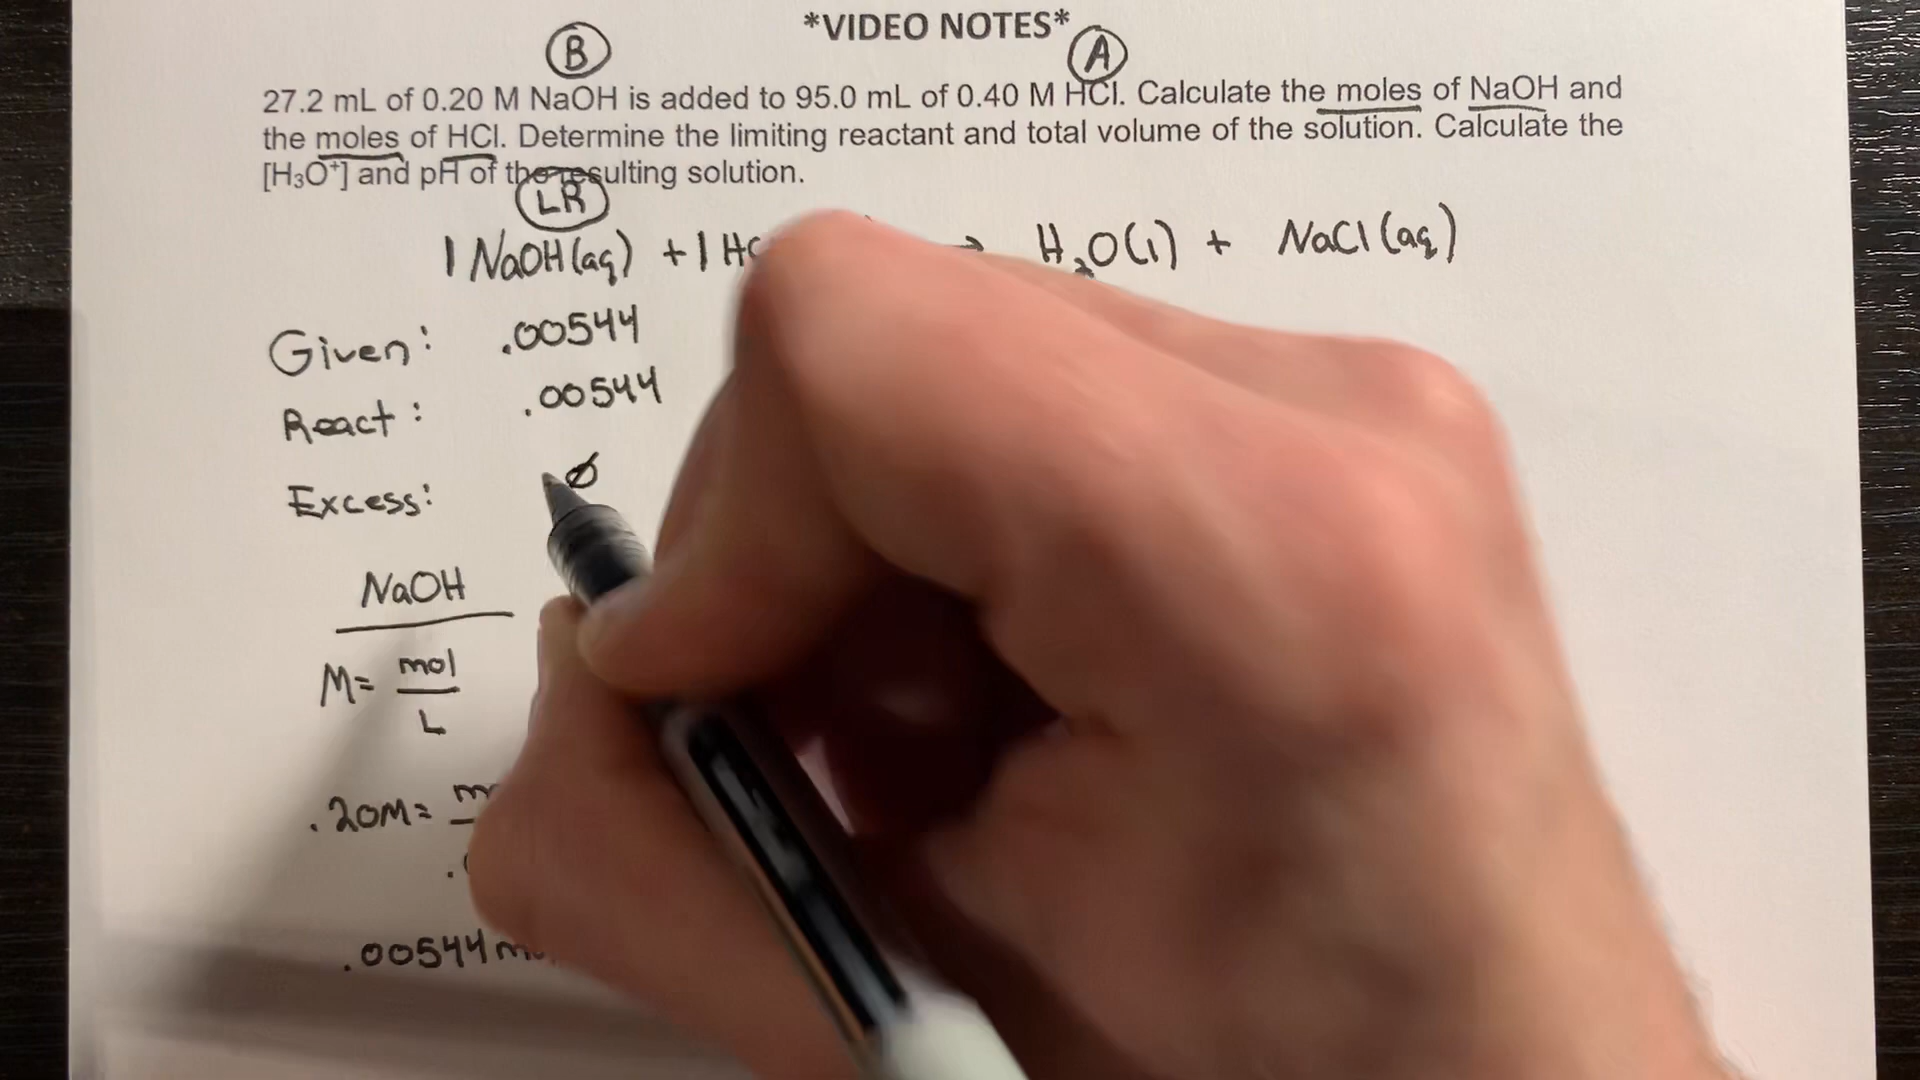 *VIDEO NOTES*
B A
27.2 mL of 0.20 M NaOH is added to 95.0 mL of 0.40 M HCl. Calculate the moles of NaOH and
the moles of HCl. Determine the limiting reactant and total volume of the solution. Calculate the
[H₃O⁺] and pH of the resulting solution.
LR
1 NaOH(aq) + 1 → H₂O(l) + NaCl(aq)
Given: .00544
React: .00544
Excess: Ø
NaOH
M= mol
L
.20M=
.00544